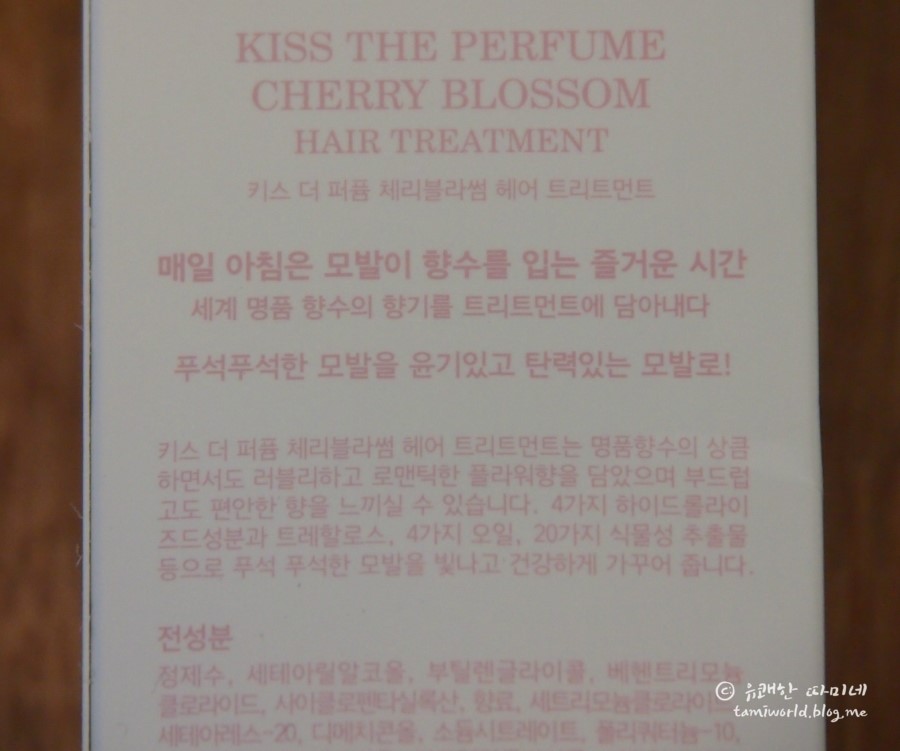 KISS THE PERFUME
CHERRY BLOSSOM
HAIR TREATMENT
키스 더 퍼퓸 체리블라썸 헤어 트리트먼트
매일 아침은 모발이 향수를 입는 즐거운 시간
세계 명품 향수의 향기를 트리트먼트에 담아내다
푸석푸석한 모발을 윤기있고 탄력있는 모발로!
키스 더 퍼퓸 체리블라썸 헤어 트리트먼트는 명품향수의 상큼
하면서도 러블리하고 로맨틱한 플라워향을 담았으며 부드럽
고도 편안한 향을 느끼실 수 있습니다. 4가지 하이드롤라이
즈드성분과 트레할로스, 4가지 오일, 20가지 식물성 추출물
등으로 푸석 푸석한 모발을 빛나고 건강하게 가꾸어 줍니다.
전성분
정제수, 세테아릴알코올, 부틸렌글라이콜, 베헨트리모늄
클로라이드, 사이클로펜타실록산, 향료, 세트리모늄클로라이드,
세테아레스-20, 디메치콘올, 소듐시트레이트, 폴리쿼터늄-10,
© 유쾌한 따미네
tamiworld.blog.me